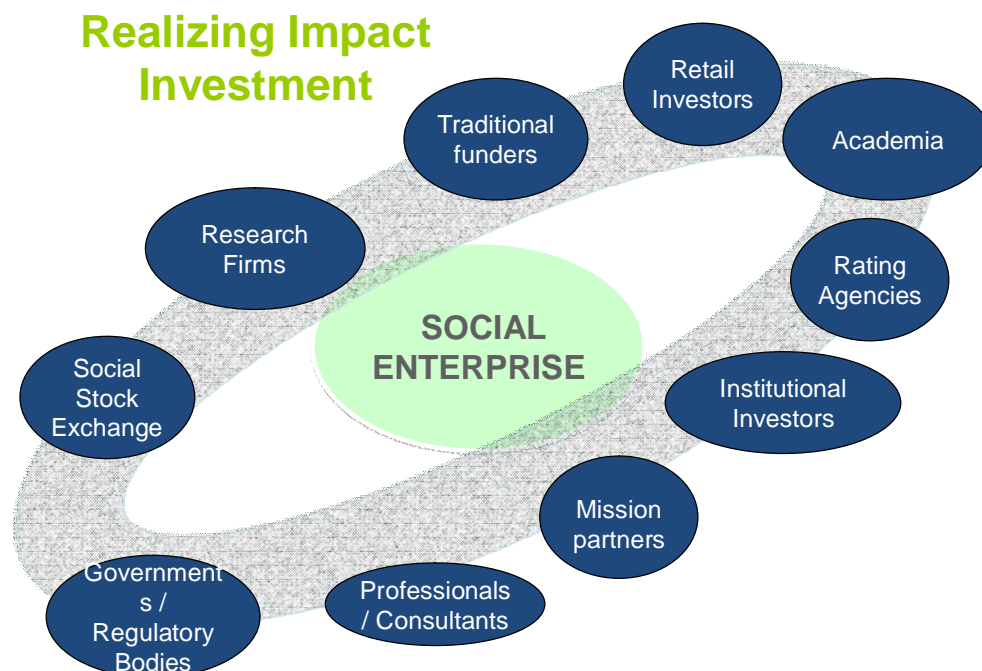 Realizing Impact
Investment
Retail
Investors
Traditional
funders
Academia
Research
Firms
Rating
Agencies
SOCIAL
ENTERPRISE
Social
Stock
Exchange
Institutional
Investors
Mission
partners
Government
s /
Regulatory
Bodies
Professionals
/ Consultants